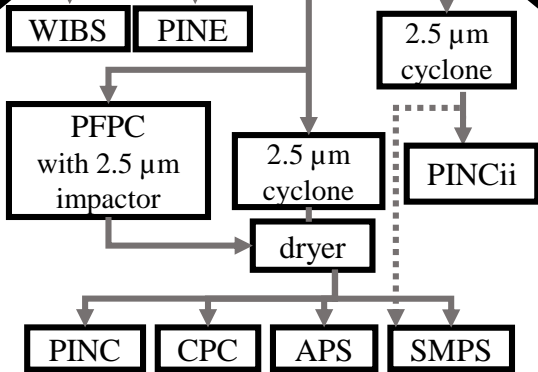 WIBS
PINE
2.5 µm
cyclone
PFPC
with 2.5 µm
impactor
2.5 µm
cyclone
PINCii
dryer
PINC
CPC
APS
SMPS